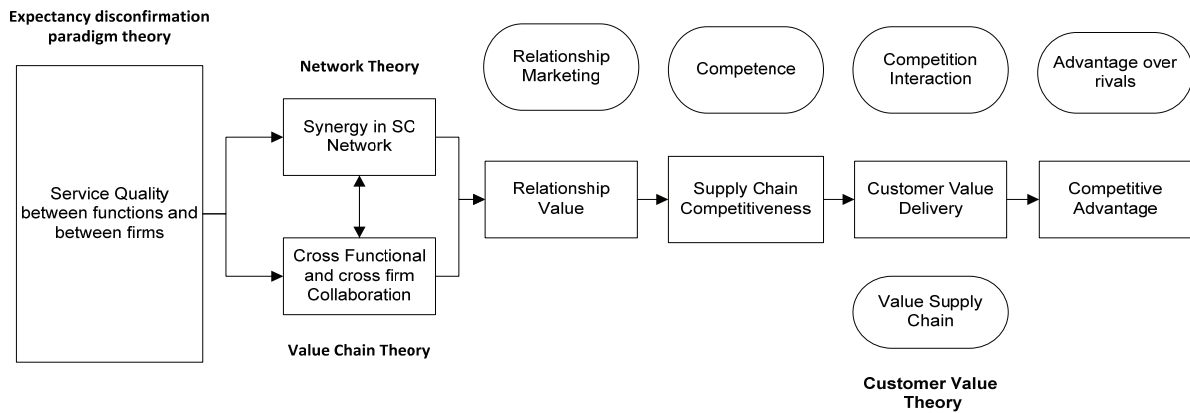 Expectancy disconfirmation
paradigm theory
Service Quality
between functions and
between firms
Network Theory
Synergy in SC
Network
Cross Functional
and cross firm
Collaboration
Value Chain Theory
Relationship
Marketing
Relationship
Value
Competence
Supply Chain
Competitiveness
Competition
Interaction
Customer Value
Delivery
Value Supply
Chain
Customer Value
Theory
Advantage over
rivals
Competitive
Advantage